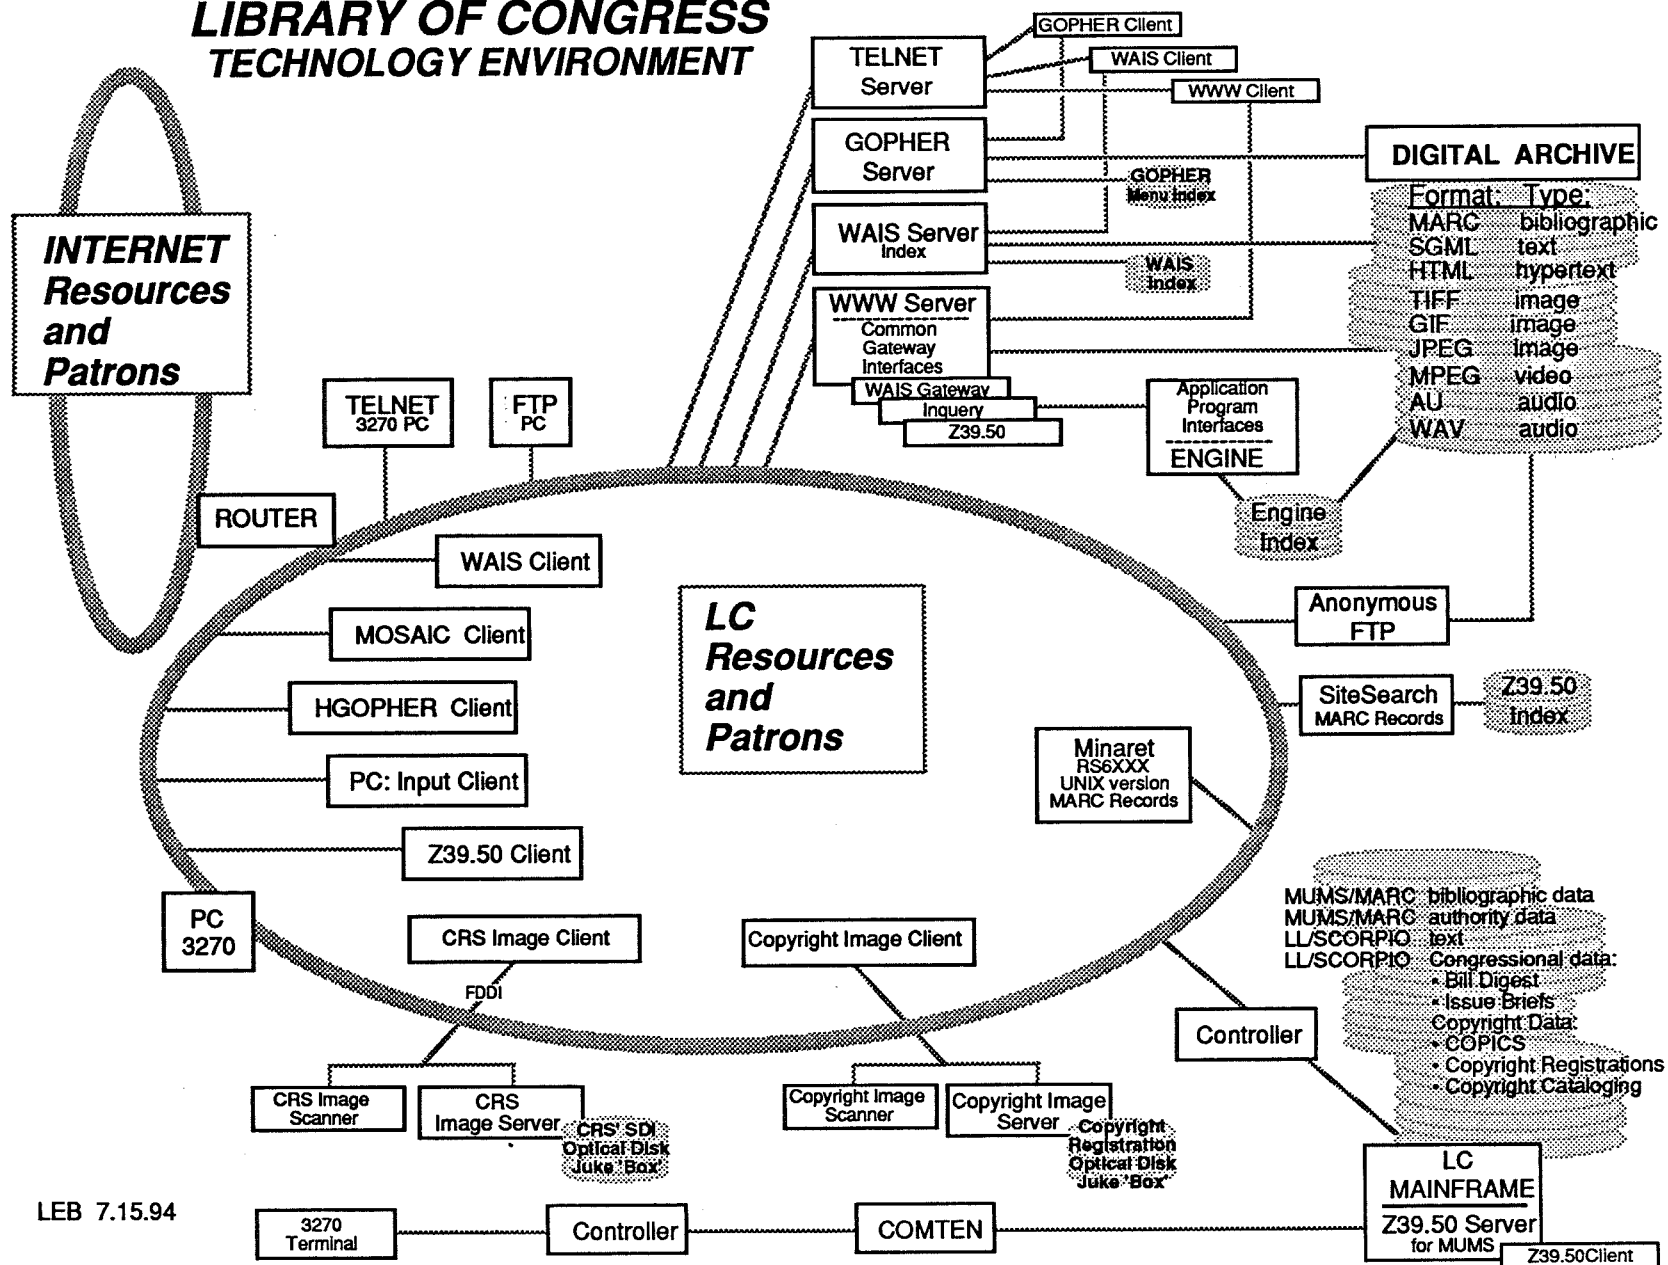 LIBRARY OF CONGRESS
TECHNOLOGY ENVIRONMENT
INTERNET
Resources
and
Patrons
TELNET
Server
GOPHER Client
WAIS Client
WWW Client
GOPHER
Server
GOPHER
Menu Index
WAIS Server
Index
WAIS
Index
WWW Server
Common
Gateway
Interfaces
WAIS Gateway
Inquery
Z39.50
Application
Program
Interfaces
ENGINE
Engine
Index
DIGITAL ARCHIVE
Format: Type:
MARC bibliographic
SGML text
HTML hypertext
TIFF image
GIF image
JPEG image
MPEG video
AU audio
WAV audio
TELNET
3270 PC
FTP
PC
ROUTER
WAIS Client
MOSAIC Client
HGOPHER Client
PC: Input Client
Z39.50 Client
PC
3270
LC
Resources
and
Patrons
Anonymous
FTP
SiteSearch
MARC Records
Z39.50
Index
Minaret
RS6XXX
UNIX version
MARC Records
CRS Image Client
FDDI
Copyright Image Client
CRS Image
Scanner
CRS
Image Server
CRS' SDI
Optical Disk
Juke 'Box'
Copyright Image
Scanner
Copyright Image
Server
Copyright
Registration
Optical Disk
Juke 'Box'
Controller
MUMS/MARC bibliographic data
MUMS/MARC authority data
LL/SCORPIO text
LL/SCORPIO Congressional data:
• Bill Digest
• Issue Briefs
Copyright Data:
• COPICS
• Copyright Registrations
• Copyright Cataloging
LC
MAINFRAME
Z39.50 Server
for MUMS
Z39.50Client
LEB 7.15.94
3270
Terminal
Controller
COMTEN